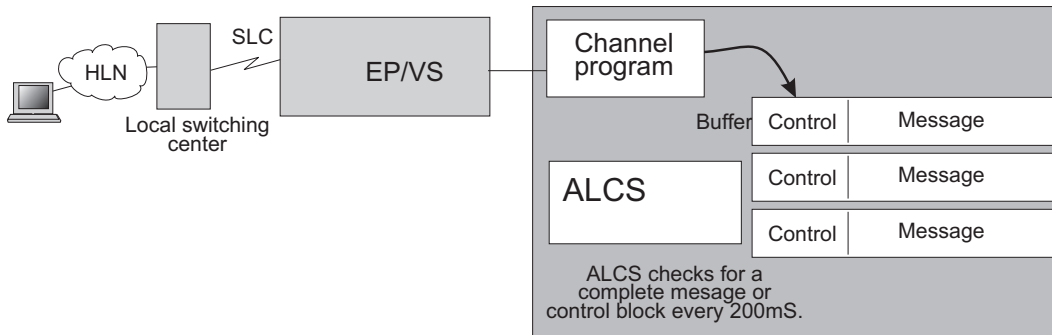 HLN
Local switching
center
SLC
EP/VS
Channel
program
Buffer
Control
Message
Control
Message
Control
Message
ALCS
ALCS checks for a
complete mesage or
control block every 200mS.